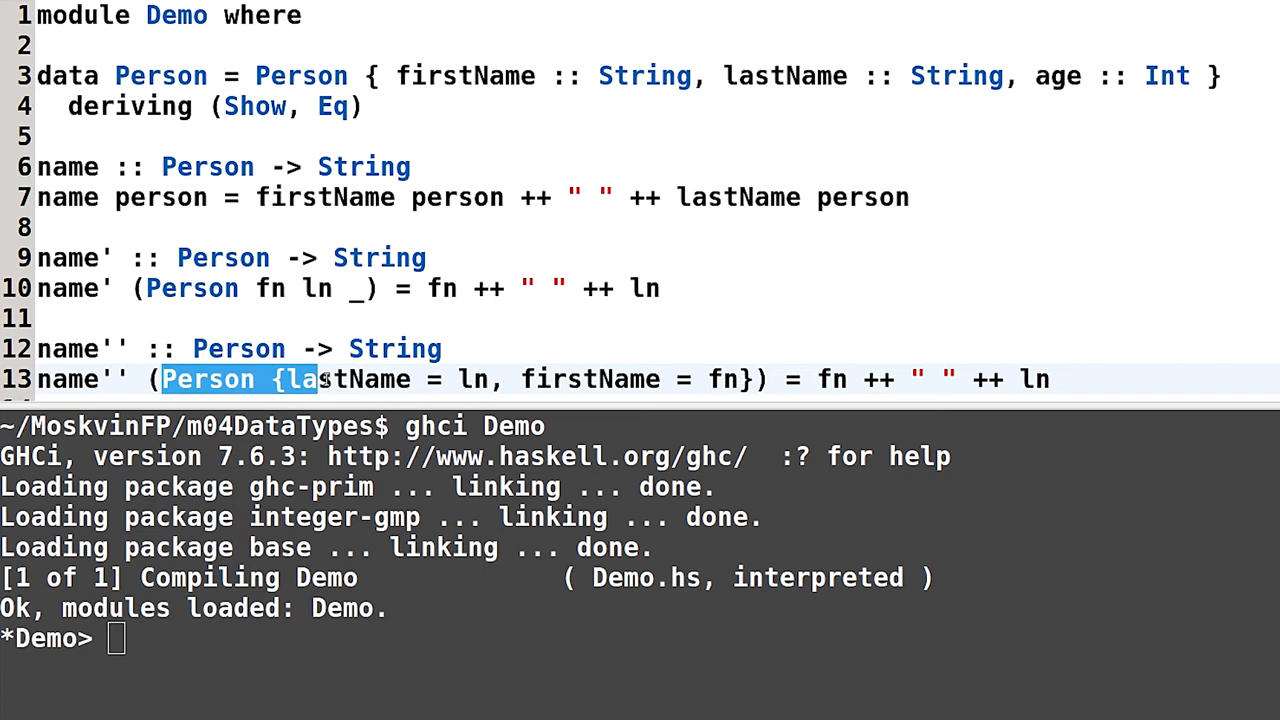 1 module Demo where
2
3 data Person = Person { firstName :: String, lastName :: String, age :: Int }
4   deriving (Show, Eq)
5
6 name :: Person -> String
7 name person = firstName person ++ " " ++ lastName person
8
9 name' :: Person -> String
10 name' (Person fn ln _) = fn ++ " " ++ ln
11
12 name'' :: Person -> String
13 name'' (Person {lastName = ln, firstName = fn}) = fn ++ " " ++ ln
~/MoskvinFP/m04DataTypes$ ghci Demo
GHCi, version 7.6.3: http://www.haskell.org/ghc/  :? for help
Loading package ghc-prim ... linking ... done.
Loading package integer-gmp ... linking ... done.
Loading package base ... linking ... done.
[1 of 1] Compiling Demo             ( Demo.hs, interpreted )
Ok, modules loaded: Demo.
*Demo>